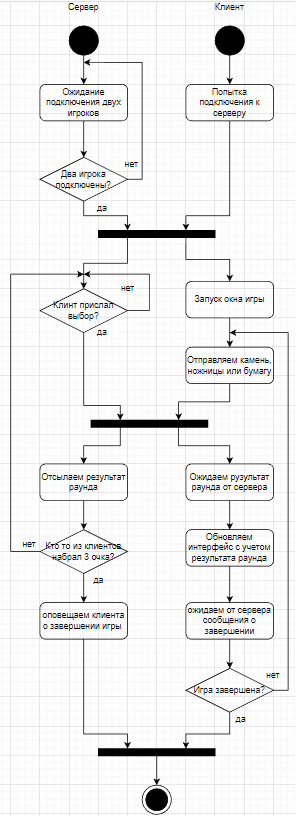 Сервер
Клиент
Ожидание
подключения двух
игроков
Попытка
подключения к
серверу
Два игрока
подключены?
нет
да
Клинт прислал
выбор?
нет
да
Запуск окна игры
Отправляем камень,
ножницы или бумагу
Отсылаем результат
раунда
Ожидаем рузультат
раунда от сервера
Кто то из клиентов
набрал 3 очка?
нет
да
Обновляем
интерфейс с учетом
результата раунда
оповещаем клиента
о завершении игры
ожидаем от сервера
сообщения о
завершении
Игра завершена?
нет
да